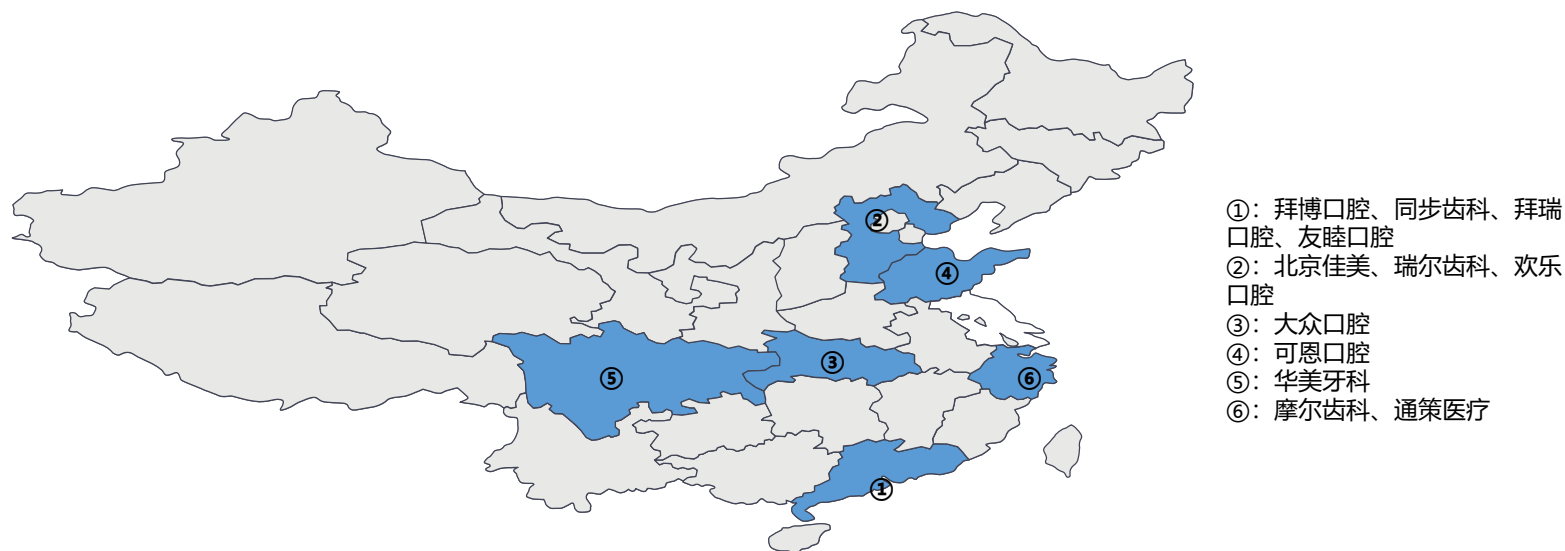 ②
④
③
⑤
⑥
①
①：拜博口腔、同步齿科、拜瑞
口腔、友睦口腔
②：北京佳美、瑞尔齿科、欢乐
口腔
③：大众口腔
④：可恩口腔
⑤：华美牙科
⑥：摩尔齿科、通策医疗